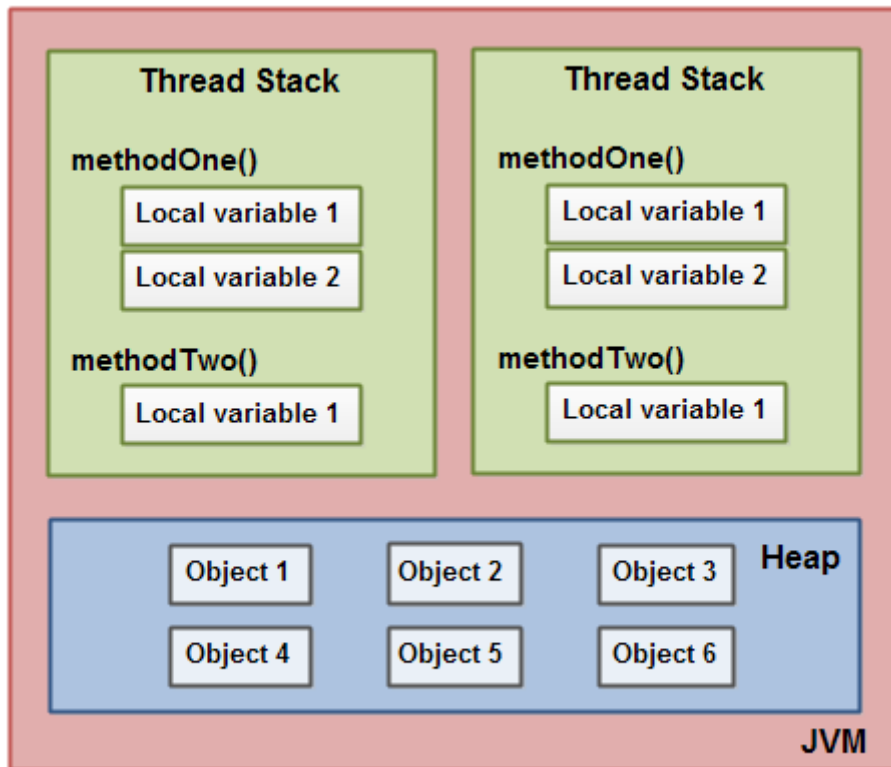 Thread Stack
methodOne()
Local variable 1
Local variable 2
methodTwo()
Local variable 1
Thread Stack
methodOne()
Local variable 1
Local variable 2
methodTwo()
Local variable 1
Heap
Object 1
Object 2
Object 3
Object 4
Object 5
Object 6
JVM